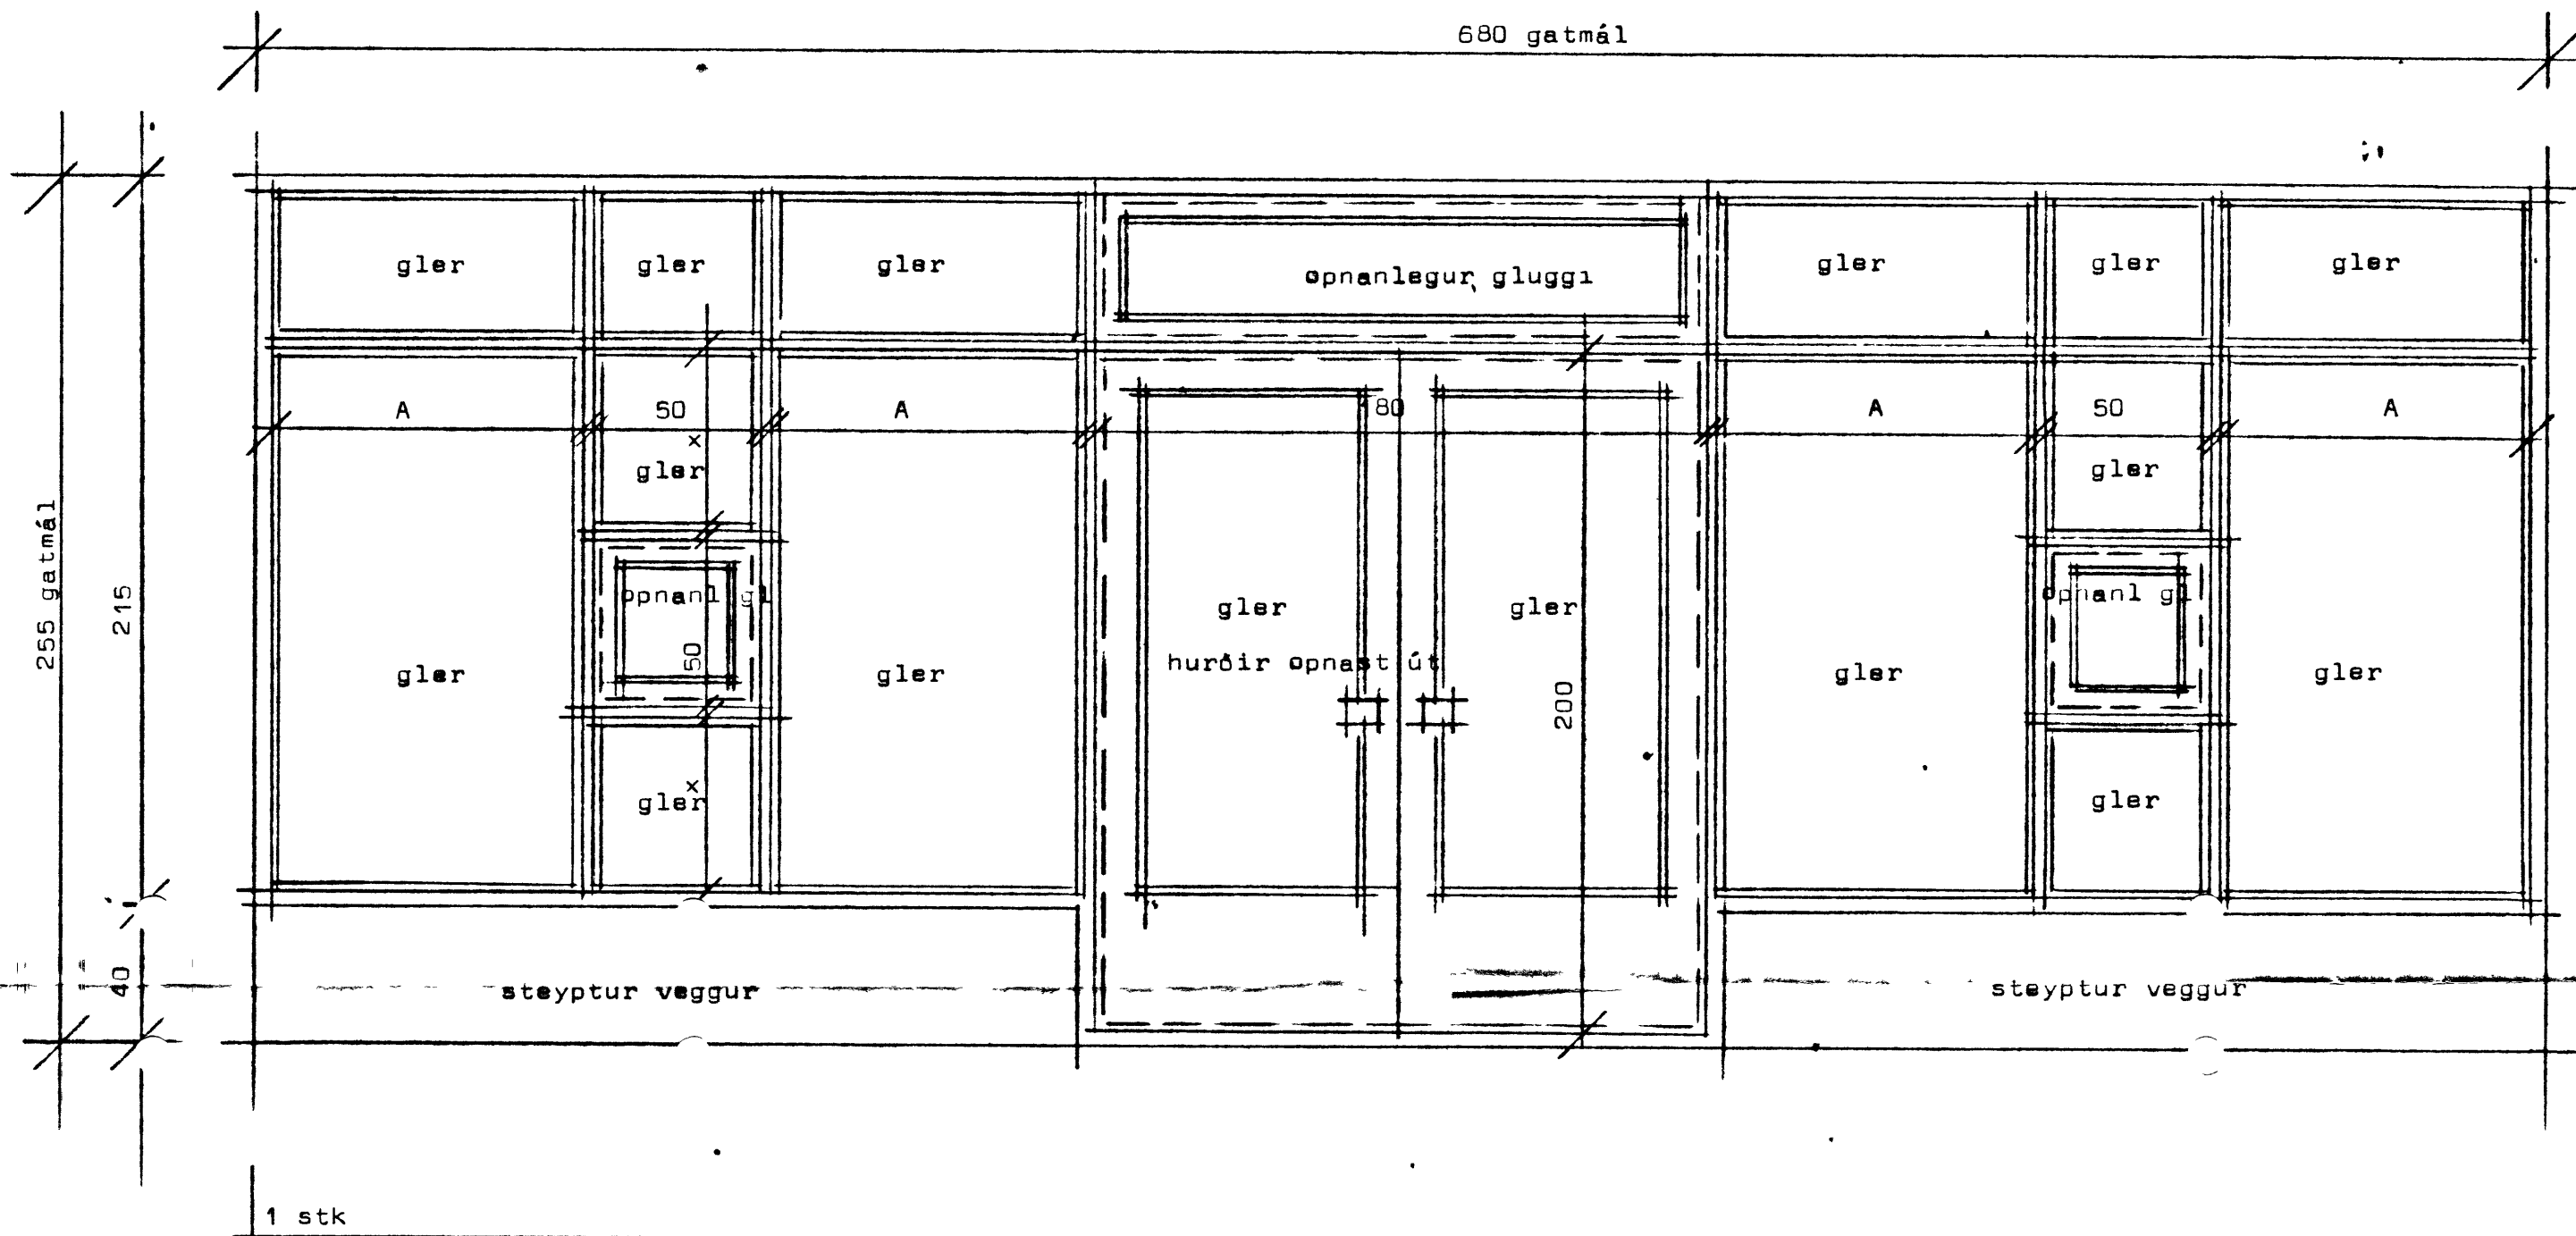 680 gatmál
gler gler gler opnanlegur gluggi gler gler gler
A 50 A 180 A 50 A
x
gler gler
255 gatmál
215
opnanl gl
gler gler
opnanl gl
50
hurðir opnast út
200
gler gler gler gler
x
gler gler
40
steyptur veggur steyptur veggur
1 stk